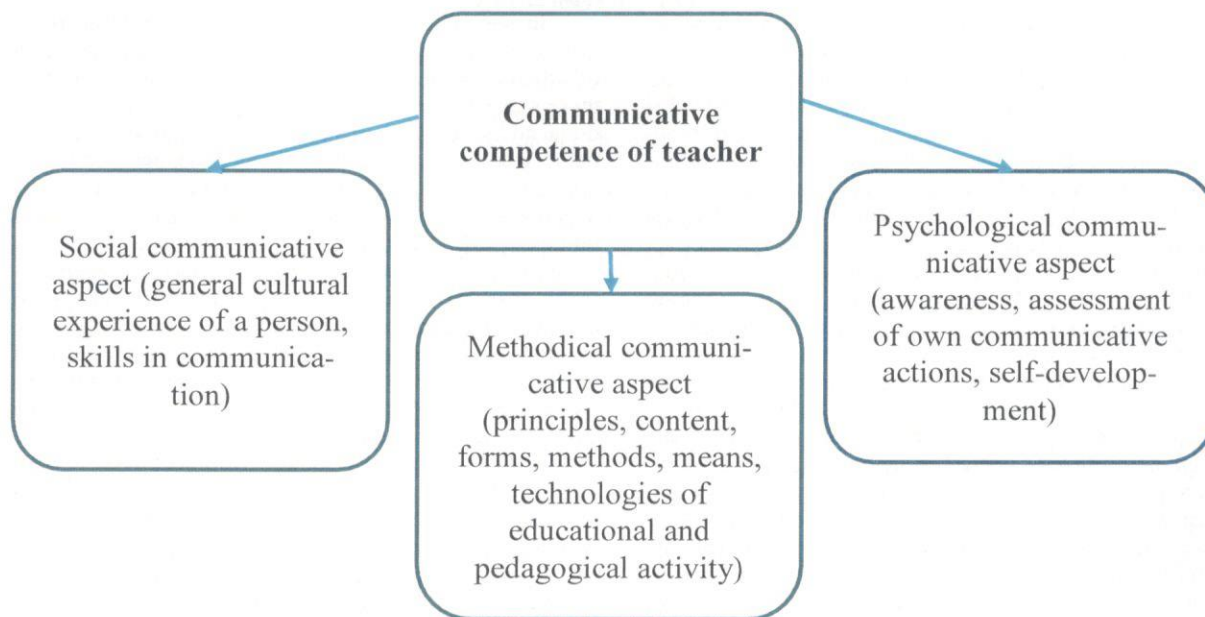 Communicative
competence of teacher
Social communicative
aspect (general cultural
experience of a person,
skills in communica-
tion)
Methodical communi-
cative aspect
(principles, content,
forms, methods, means,
technologies of
educational and
pedagogical activity)
Psychological commu-
nicative aspect
(awareness, assessment
of own communicative
actions, self-develop-
ment)